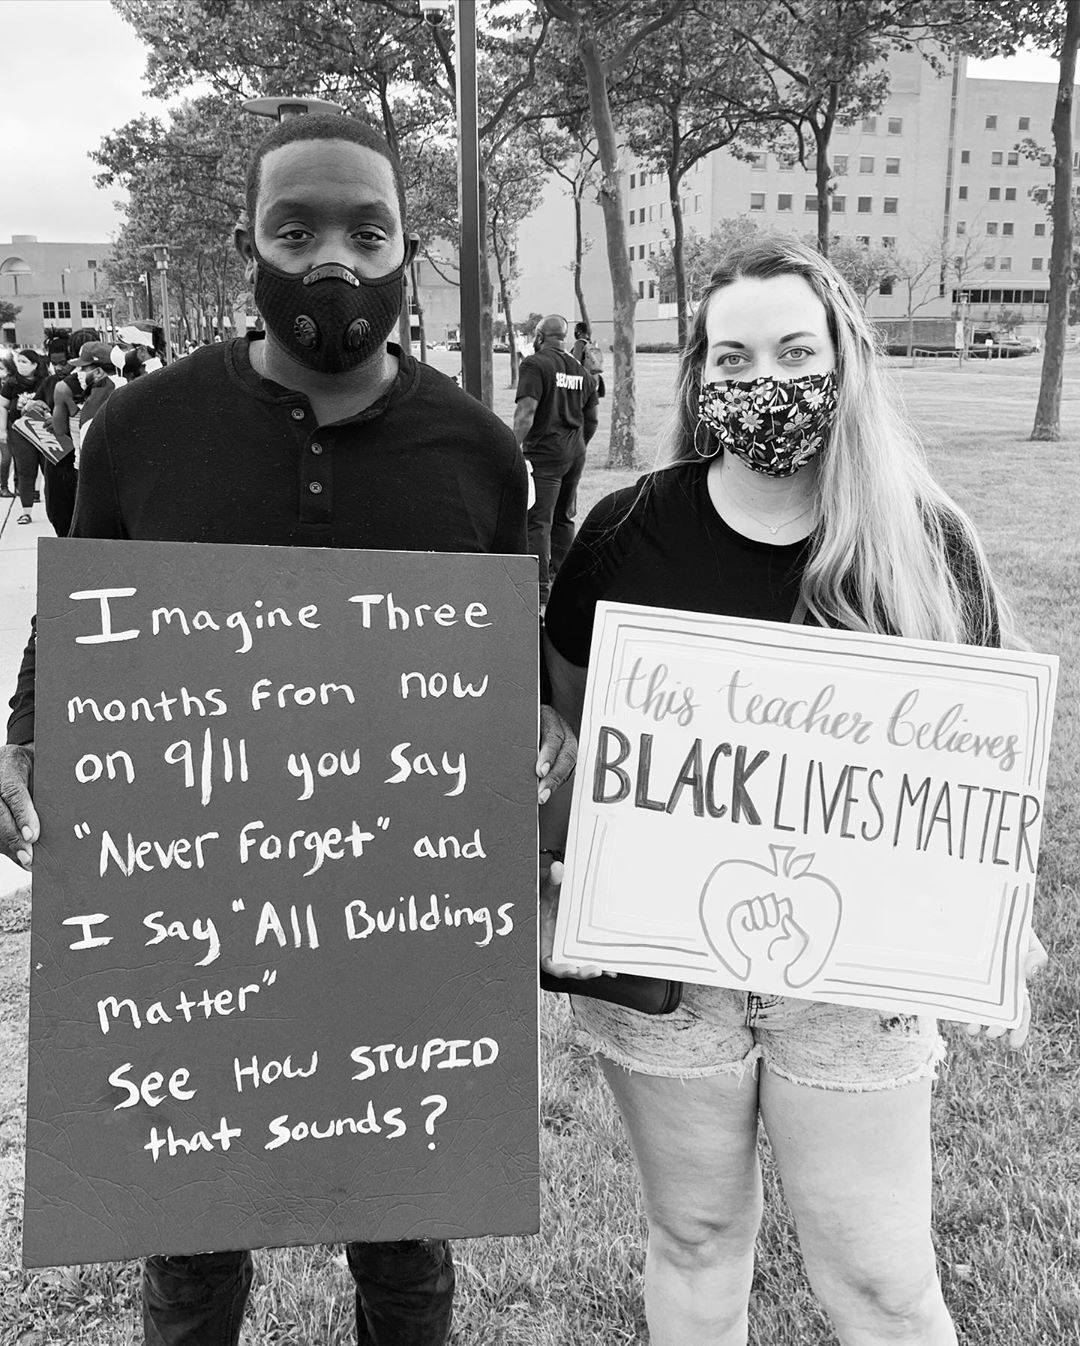 Imagine Three
months from now
on 9/11 you say
"Never Forget" and
I say "All Buildings
Matter"
See How STUPID
that sounds?
SECURITY
this teacher believes
BLACK LIVES MATTER